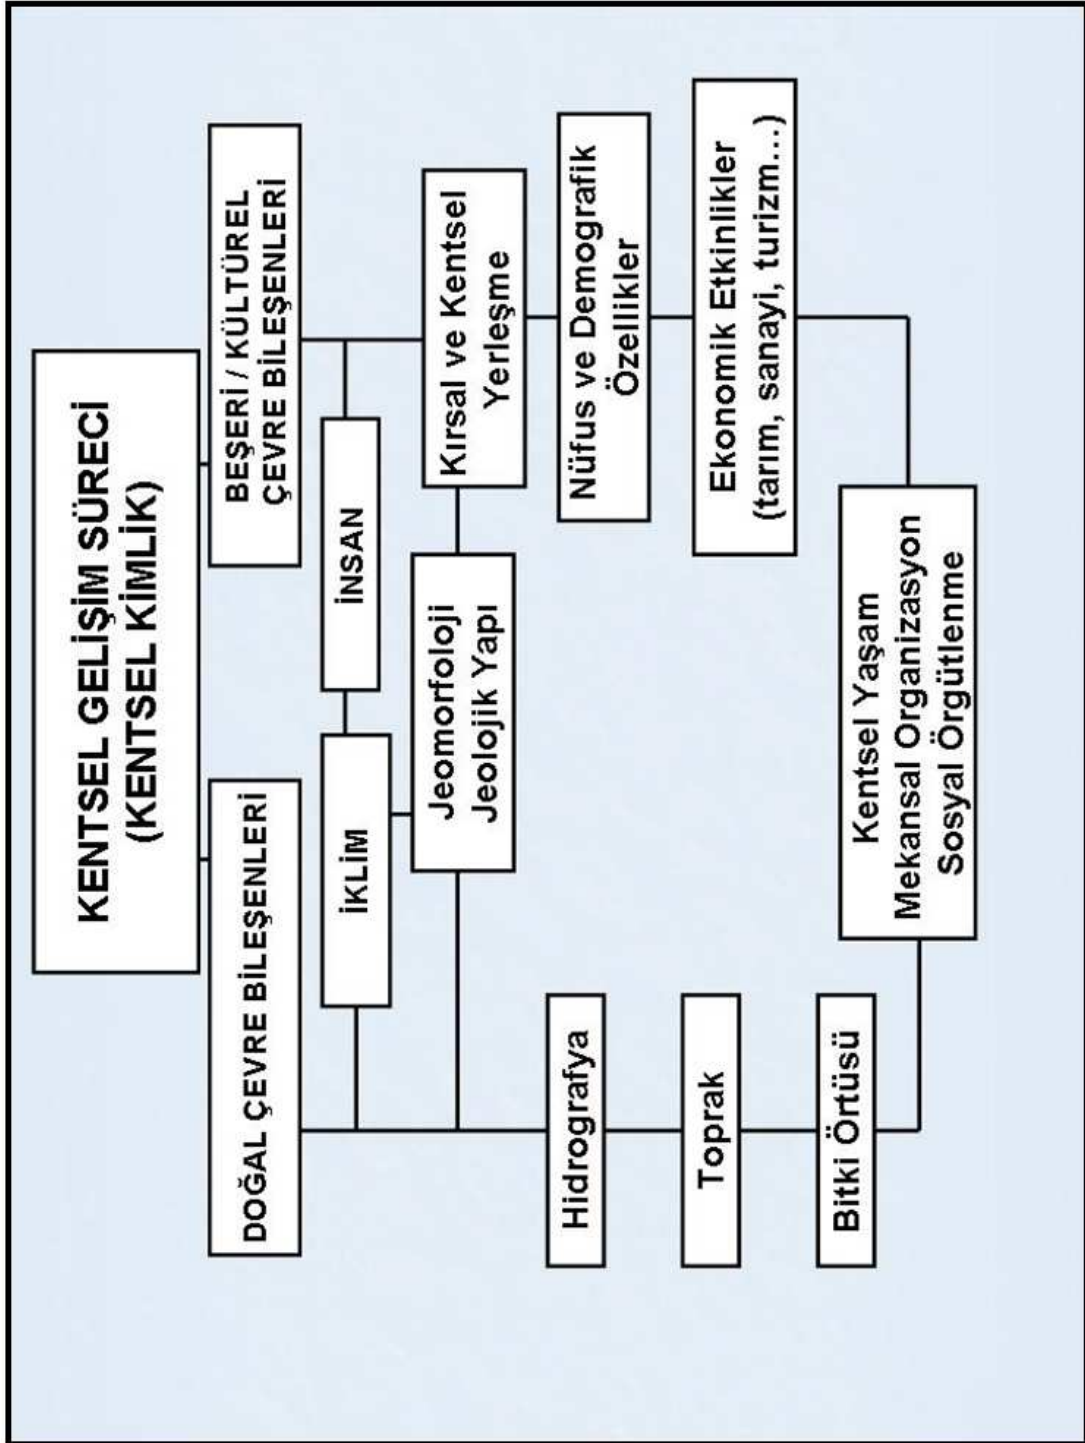 KENTSEL GELİŞİM SÜRECİ
(KENTSEL KİMLİK)
DOĞAL ÇEVRE BİLEŞENLERİ
BEŞERİ / KÜLTÜREL
ÇEVRE BİLEŞENLERİ
İKLİM
İNSAN
Jeomorfoloji
Jeolojik Yapı
Kırsal ve Kentsel
Yerleşme
Hidrografya
Nüfus ve Demografik
Özellikler
Toprak
Ekonomik Etkinlikler
(tarım, sanayi, turizm...)
Bitki Örtüsü
Kentsel Yaşam
Mekansal Organizasyon
Sosyal Örgütlenme